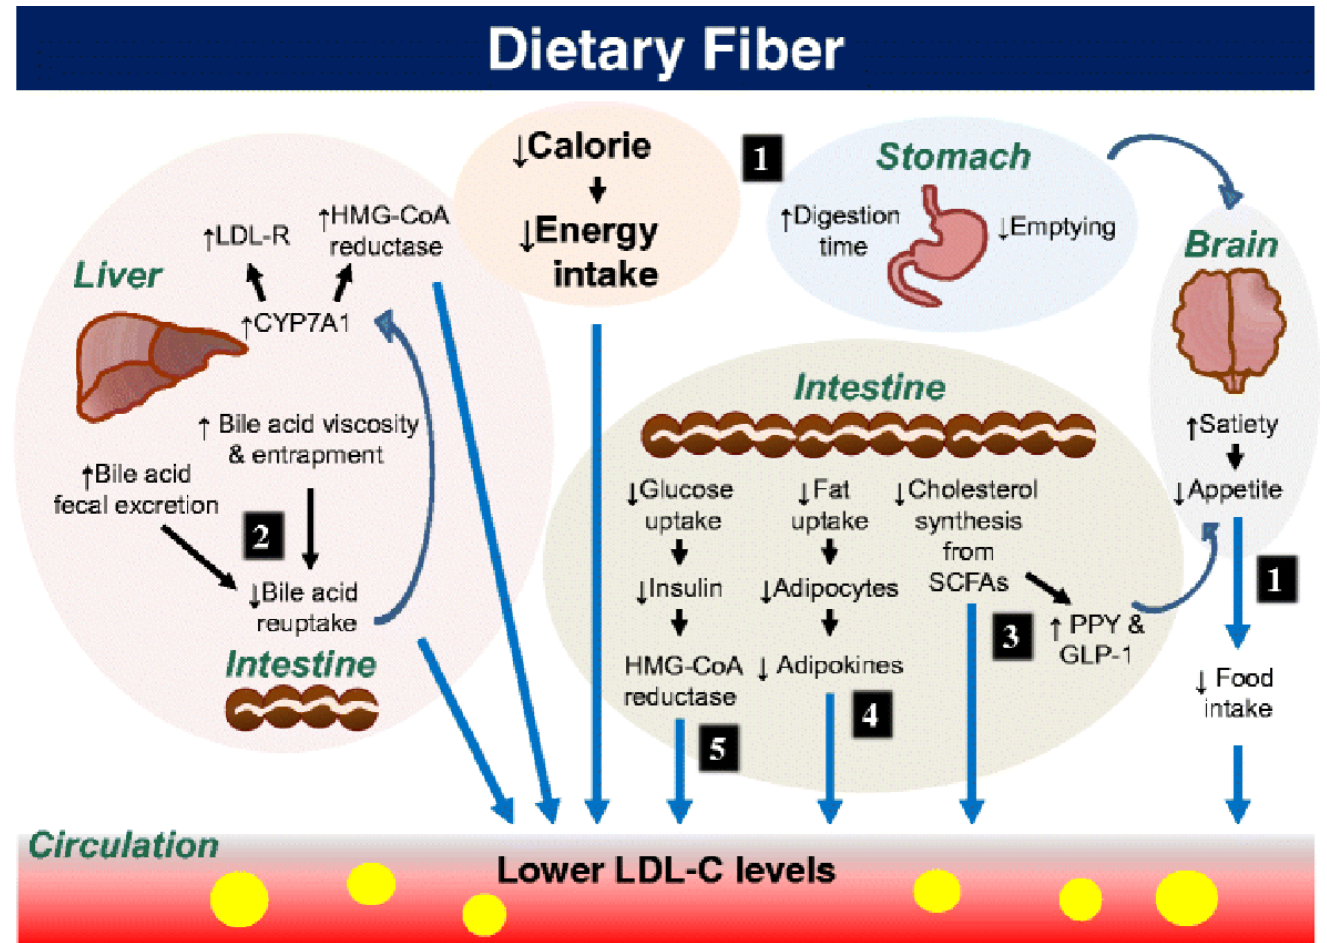 Dietary Fiber
↓Calorie
↓Energy
intake
1
Stomach
↑Digestion
time
↓Emptying
Brain
↑Satiety
↓Appetite
1
↓ Food
intake
Liver
↑LDL-R
↑HMG-CoA
reductase
↑CYP7A1
↑ Bile acid viscosity
& entrapment
↑Bile acid
fecal excretion
2
↓Bile acid
reuptake
Intestine
Intestine
↓Glucose
uptake
↓Insulin
HMG-CoA
reductase
5
↓Fat
uptake
↓Adipocytes
↓ Adipokines
4
↓Cholesterol
synthesis
from
SCFAs
3
↑ PPY &
GLP-1
Circulation
Lower LDL-C levels